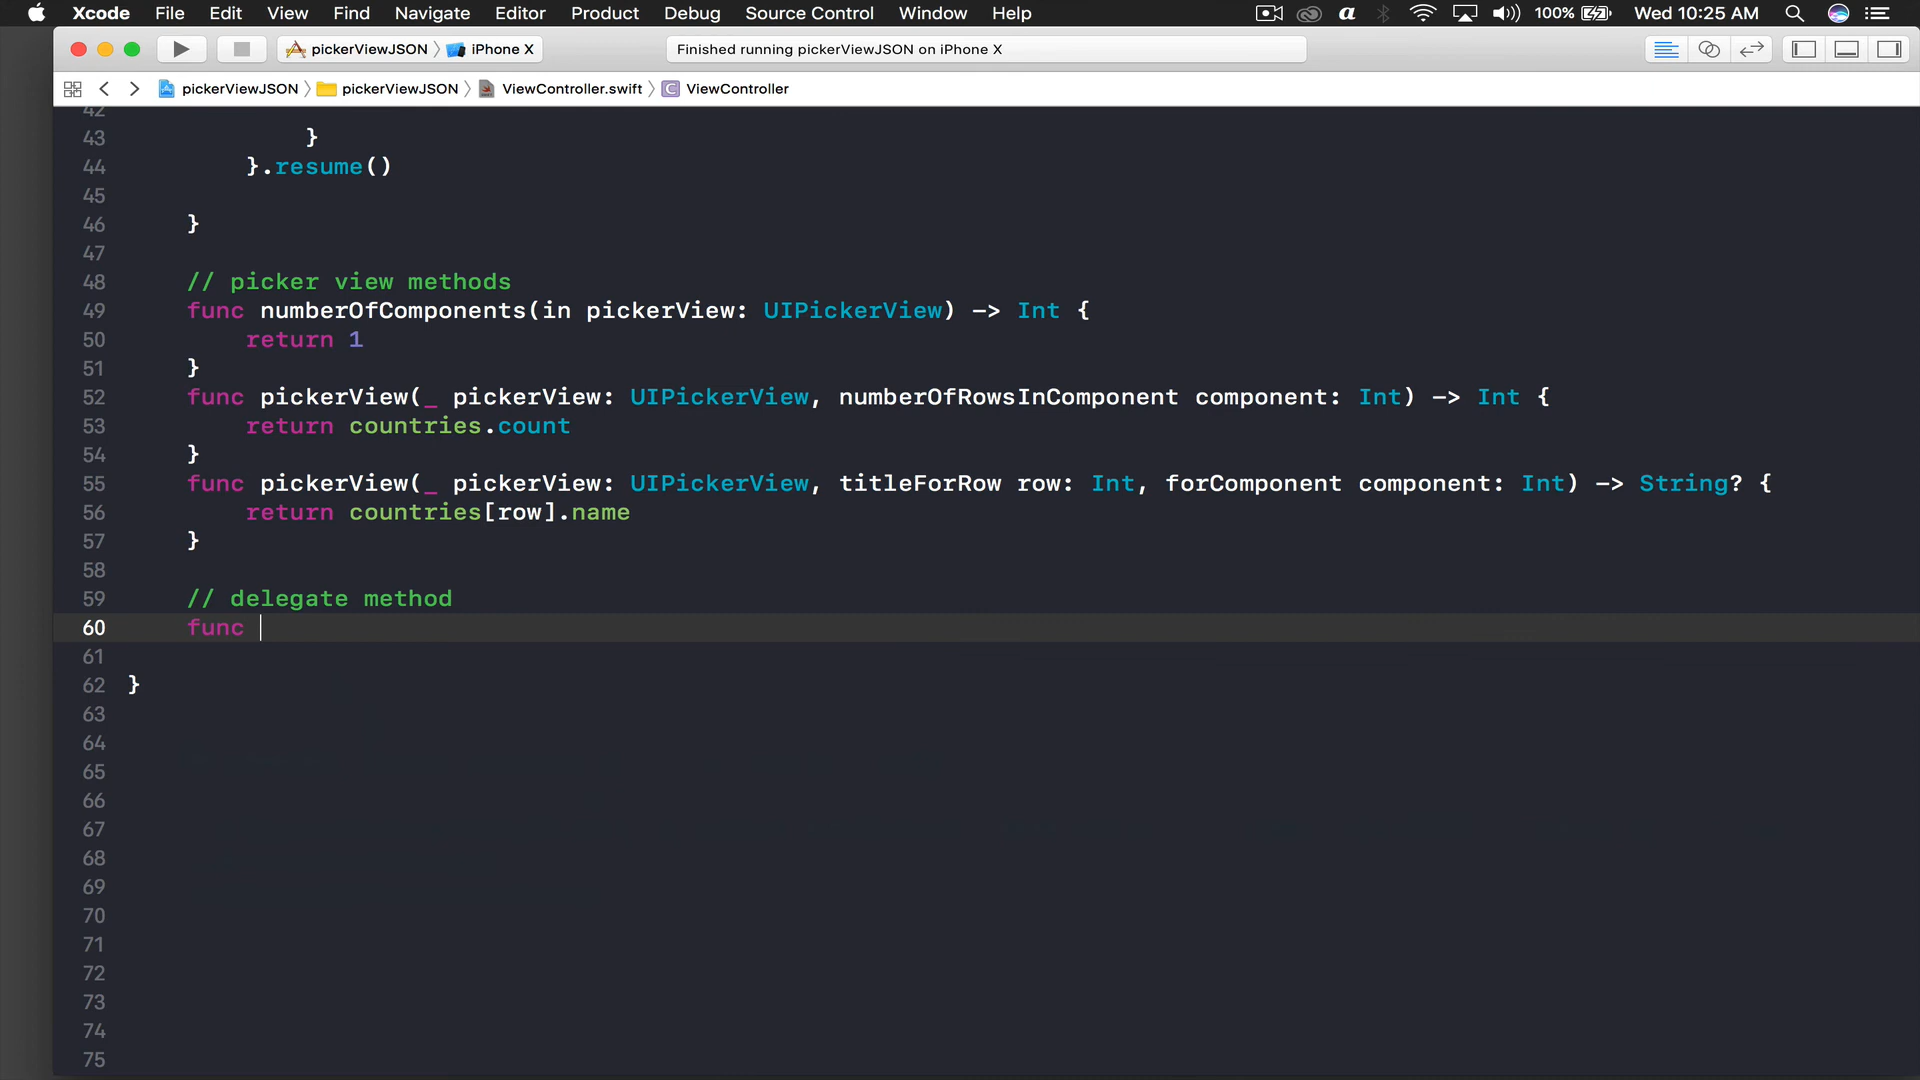 Xcode File Edit View Find Navigate Editor Product Debug Source Control Window Help 100% Wed 10:25 AM
pickerViewJSON iPhone X Finished running pickerViewJSON on iPhone X
pickerViewJSON pickerViewJSON ViewController.swift C ViewController
42
43 }
44 }.resume()
45
46 }
47
48 // picker view methods
49 func numberOfComponents(in pickerView: UIPickerView) -> Int {
50 return 1
51 }
52 func pickerView(_ pickerView: UIPickerView, numberOfRowsInComponent component: Int) -> Int {
53 return countries.count
54 }
55 func pickerView(_ pickerView: UIPickerView, titleForRow row: Int, forComponent component: Int) -> String? {
56 return countries[row].name
57 }
58
59 // delegate method
60 func
61
62 }
63
64
65
66
67
68
69
70
71
72
73
74
75